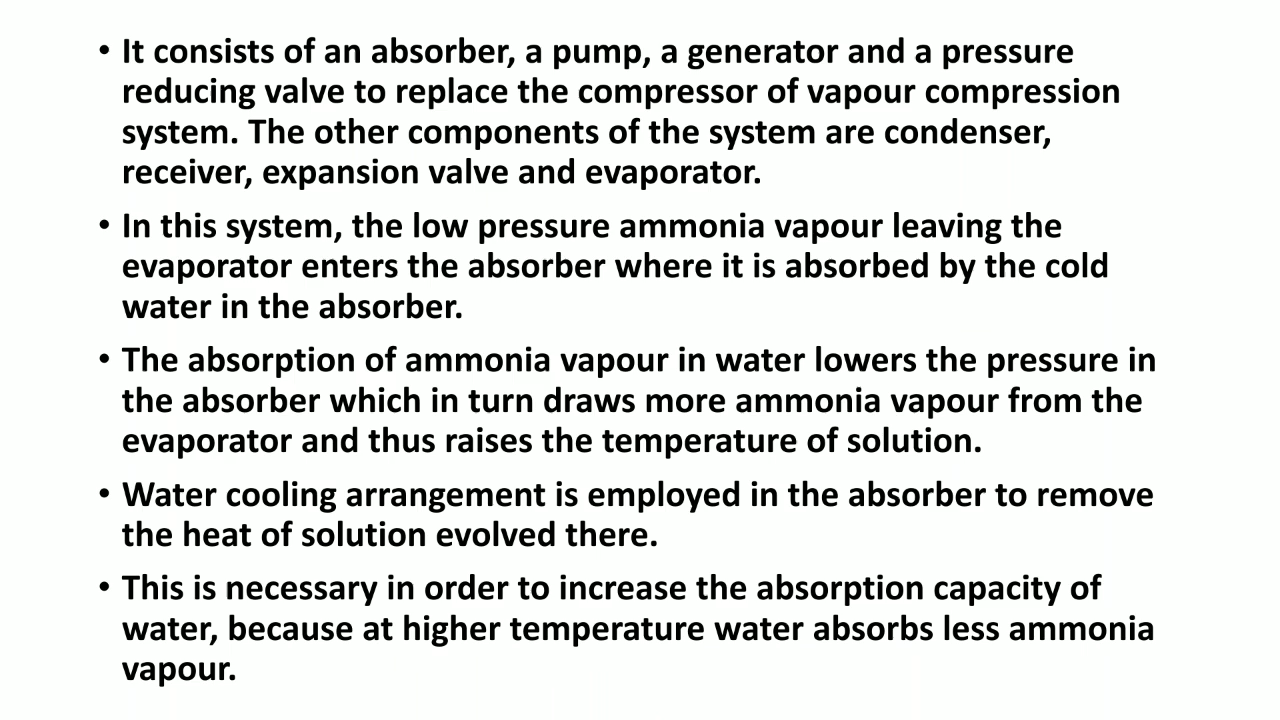 • It consists of an absorber, a pump, a generator and a pressure
reducing valve to replace the compressor of vapour compression
system. The other components of the system are condenser,
receiver, expansion valve and evaporator.
• In this system, the low pressure ammonia vapour leaving the
evaporator enters the absorber where it is absorbed by the cold
water in the absorber.
• The absorption of ammonia vapour in water lowers the pressure in
the absorber which in turn draws more ammonia vapour from the
evaporator and thus raises the temperature of solution.
• Water cooling arrangement is employed in the absorber to remove
the heat of solution evolved there.
• This is necessary in order to increase the absorption capacity of
water, because at higher temperature water absorbs less ammonia
vapour.